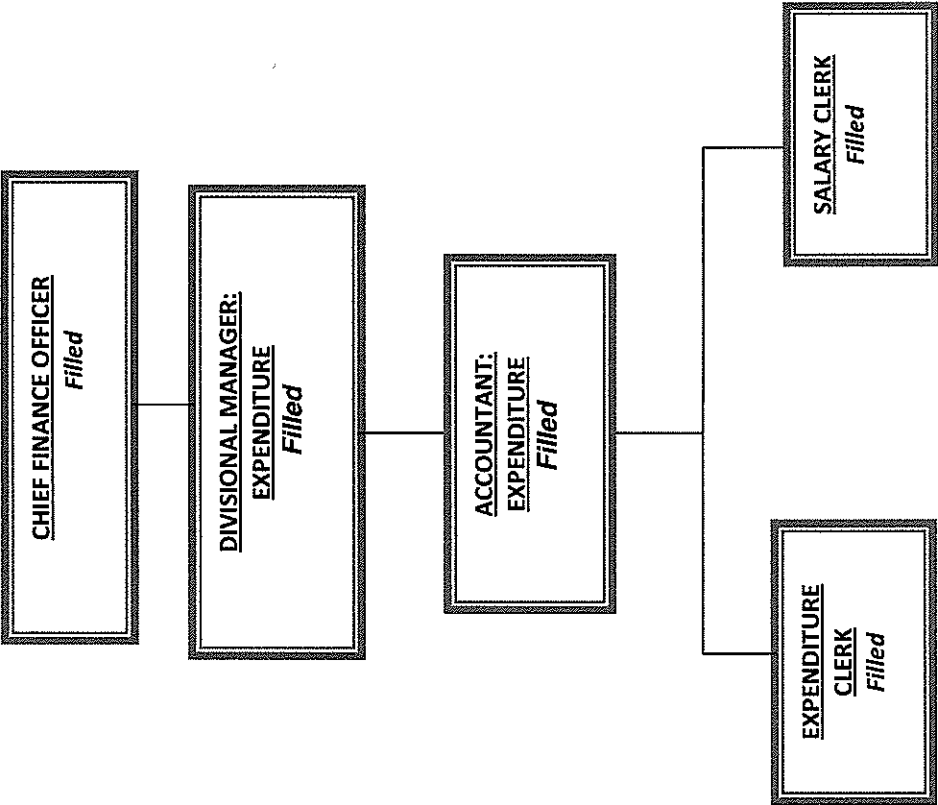 CHIEF FINANCE OFFICER
Filled
DIVISIONAL MANAGER:
EXPENDITURE
Filled
ACCOUNTANT:
EXPENDITURE
Filled
EXPENDITURE
CLERK
Filled
SALARY CLERK
Filled